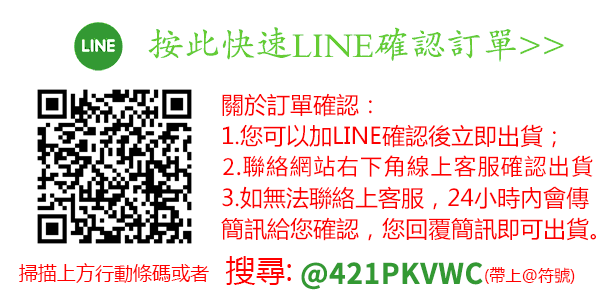 LINE
按此快速LINE確認訂單>>
關於訂單確認：
1.您可以加LINE確認後立即出貨；
2.聯絡網站右下角線上客服確認出貨
3.如無法聯絡上客服，24小時內會傳
簡訊給您確認，您回覆簡訊即可出貨。
掃描上方行動條碼或者 搜尋: @421PKVWC(帶上@符號)